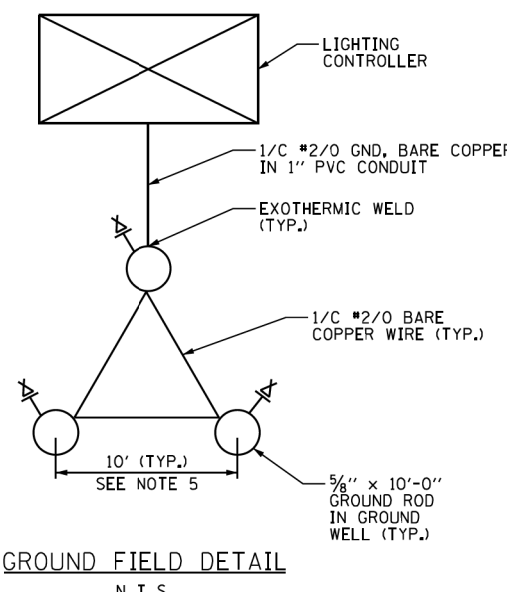 LIGHTING
CONTROLLER
1/C #2/0 GND, BARE COPPER
IN 1" PVC CONDUIT
EXOTHERMIC WELD
(TYP.)
1/C #2/0 BARE
COPPER WIRE (TYP.)
10' (TYP.)
SEE NOTE 5
5/8" x 10'-0"
GROUND ROD
IN GROUND
WELL (TYP.)
GROUND FIELD DETAIL
N.T.S.